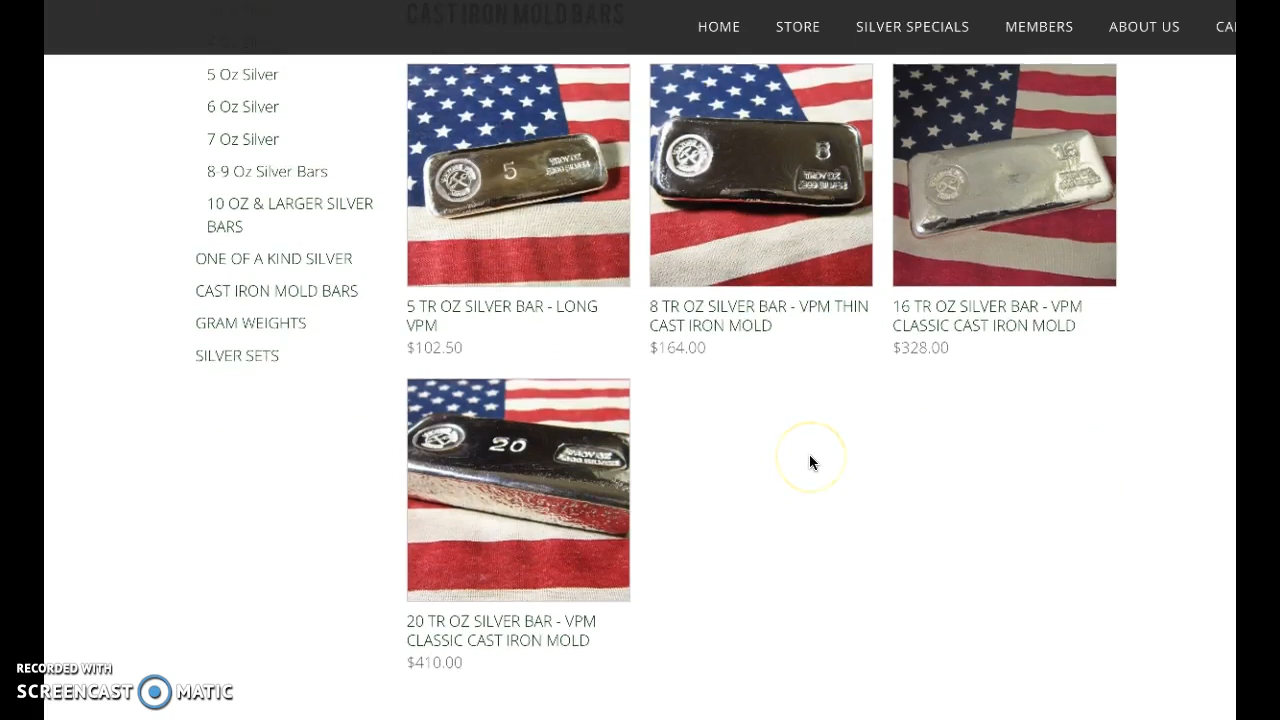 CAST IRON MOLD BARS
HOME STORE SILVER SPECIALS MEMBERS ABOUT US CA
5 Oz Silver
6 Oz Silver
7 Oz Silver
8-9 Oz Silver Bars
10 OZ & LARGER SILVER
BARS
ONE OF A KIND SILVER
CAST IRON MOLD BARS
GRAM WEIGHTS
SILVER SETS
5
8
5 TR OZ SILVER BAR - LONG
VPM
$102.50
8 TR OZ SILVER BAR - VPM THIN
CAST IRON MOLD
$164.00
16 TR OZ SILVER BAR - VPM
CLASSIC CAST IRON MOLD
$328.00
20
20 TR OZ SILVER BAR - VPM
CLASSIC CAST IRON MOLD
$410.00
RECORDED WITH
SCREENCAST MATIC